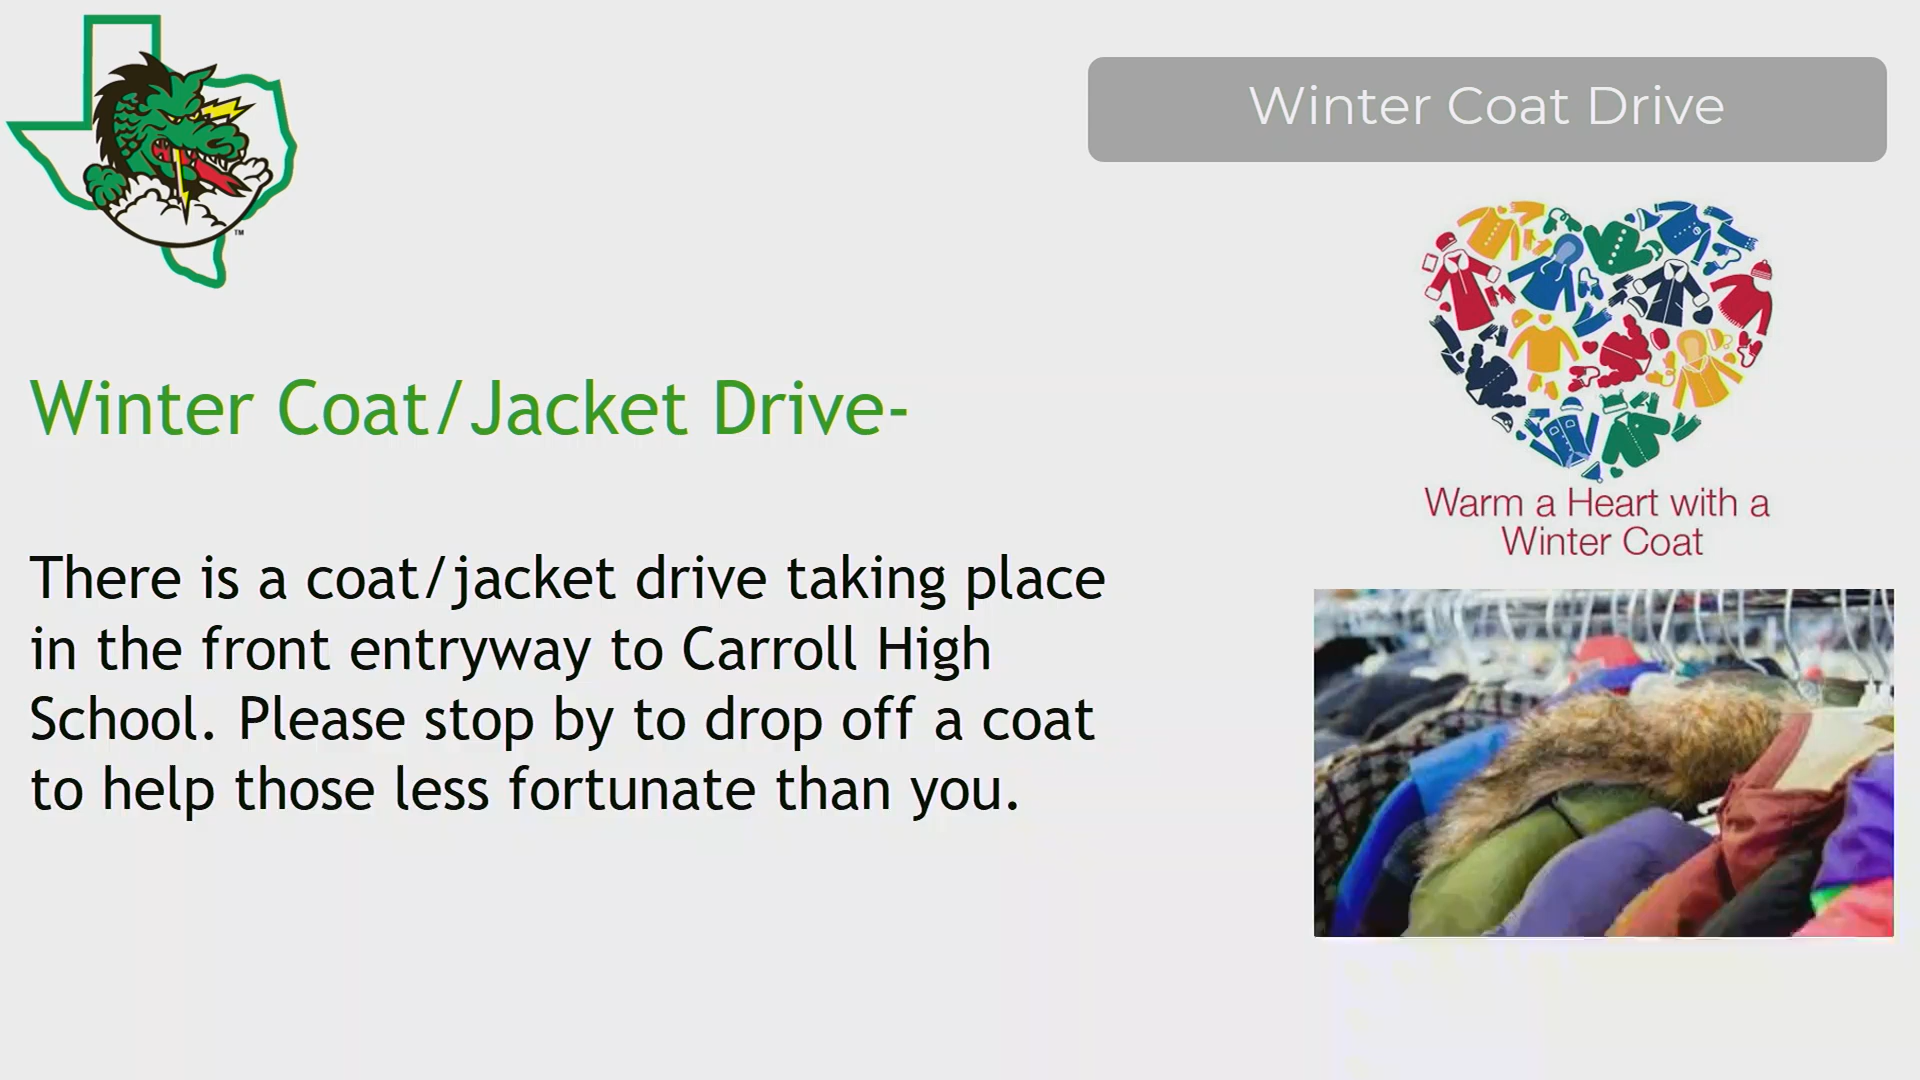 TM
Winter Coat Drive
Warm a Heart with a
Winter Coat
Winter Coat/Jacket Drive-
There is a coat/jacket drive taking place
in the front entryway to Carroll High
School. Please stop by to drop off a coat
to help those less fortunate than you.